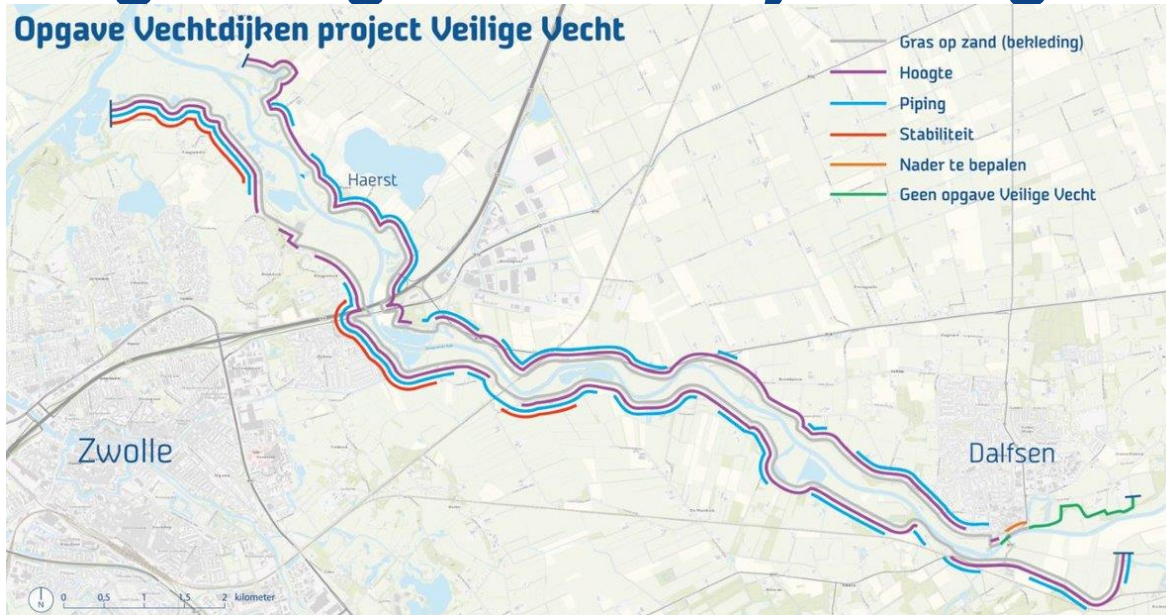 Opgave Vechtdijken project Veilige Vecht
Gras op zand (bekleding)
Hoogte
Piping
Stabiliteit
Nader te bepalen
Geen opgave Veilige Vecht
Haerst
Zwolle
Dalfsen
N
0 0,5 1 1,5 2 kilometer